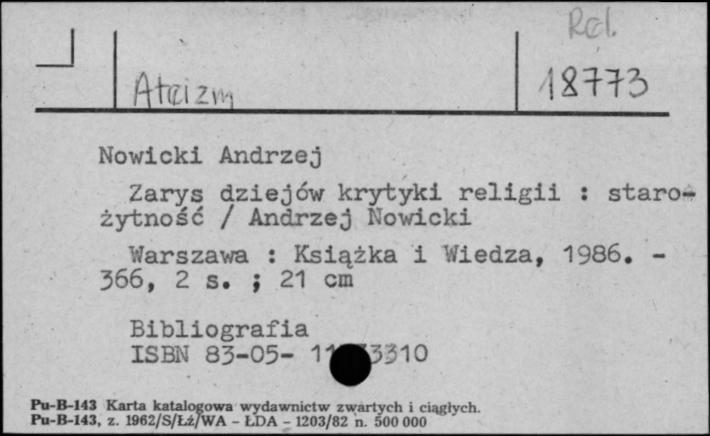 Rel.
Ateizm
18773
Nowicki Andrzej
Zarys dziejów krytyki religii : staro-
żytność / Andrzej Nowicki
Warszawa : Książka i Wiedza, 1986. -
366, 2 s. ; 21 cm
Bibliografia
ISBN 83-05- 3310
Pu-B-143 Karta katalogowa wydawnictw zwartych i ciągłych.
Pu-B-143, z. 1962/S/Łż/WA - ŁDA - 1203/82 n. 500 000